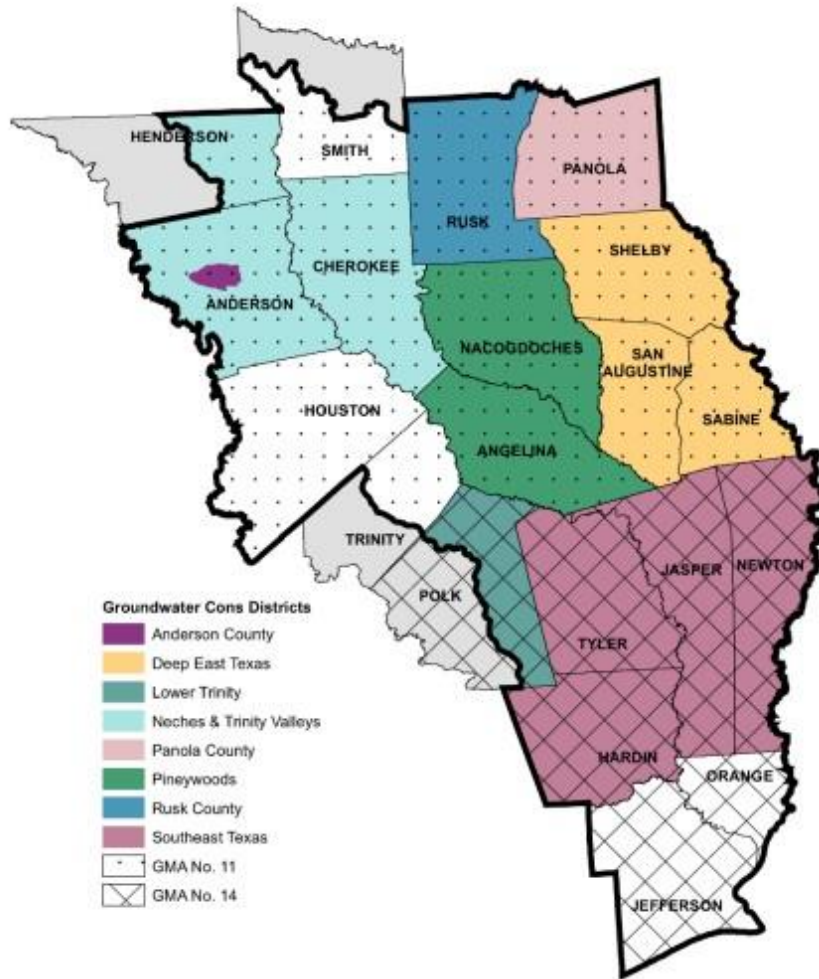 HENDERSON
SMITH
PANOLA
RUSK
SHELBY
CHEROKEE
ANDERSON
NACOGDOCHES
SAN
AUGUSTINE
HOUSTON
SABINE
ANGELINA
TRINITY
JASPER
NEWTON
POLK
TYLER
HARDIN
ORANGE
JEFFERSON
Groundwater Cons Districts
Anderson County
Deep East Texas
Lower Trinity
Neches & Trinity Valleys
Panola County
Pineywoods
Rusk County
Southeast Texas
GMA No. 11
GMA No. 14